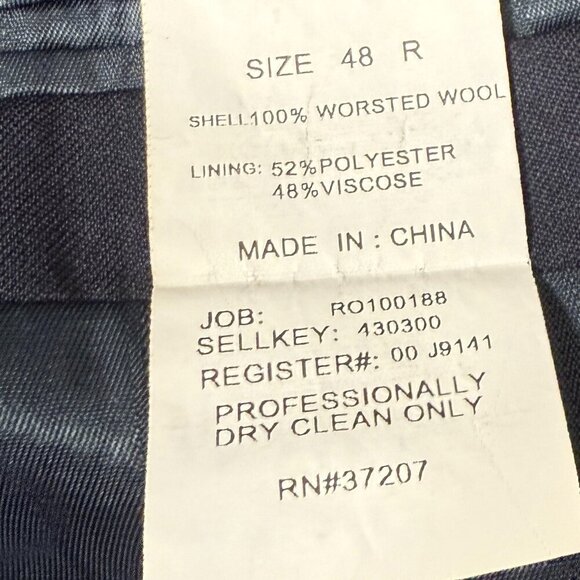 SIZE 48 R
SHELL100% WORSTED WOOL
LINING: 52%POLYESTER
48%VISCOSE
MADE IN : CHINA
JOB: RO100188
SELLKEY: 430300
REGISTER#: 00 J9141
PROFESSIONALLY
DRY CLEAN ONLY
RN#37207